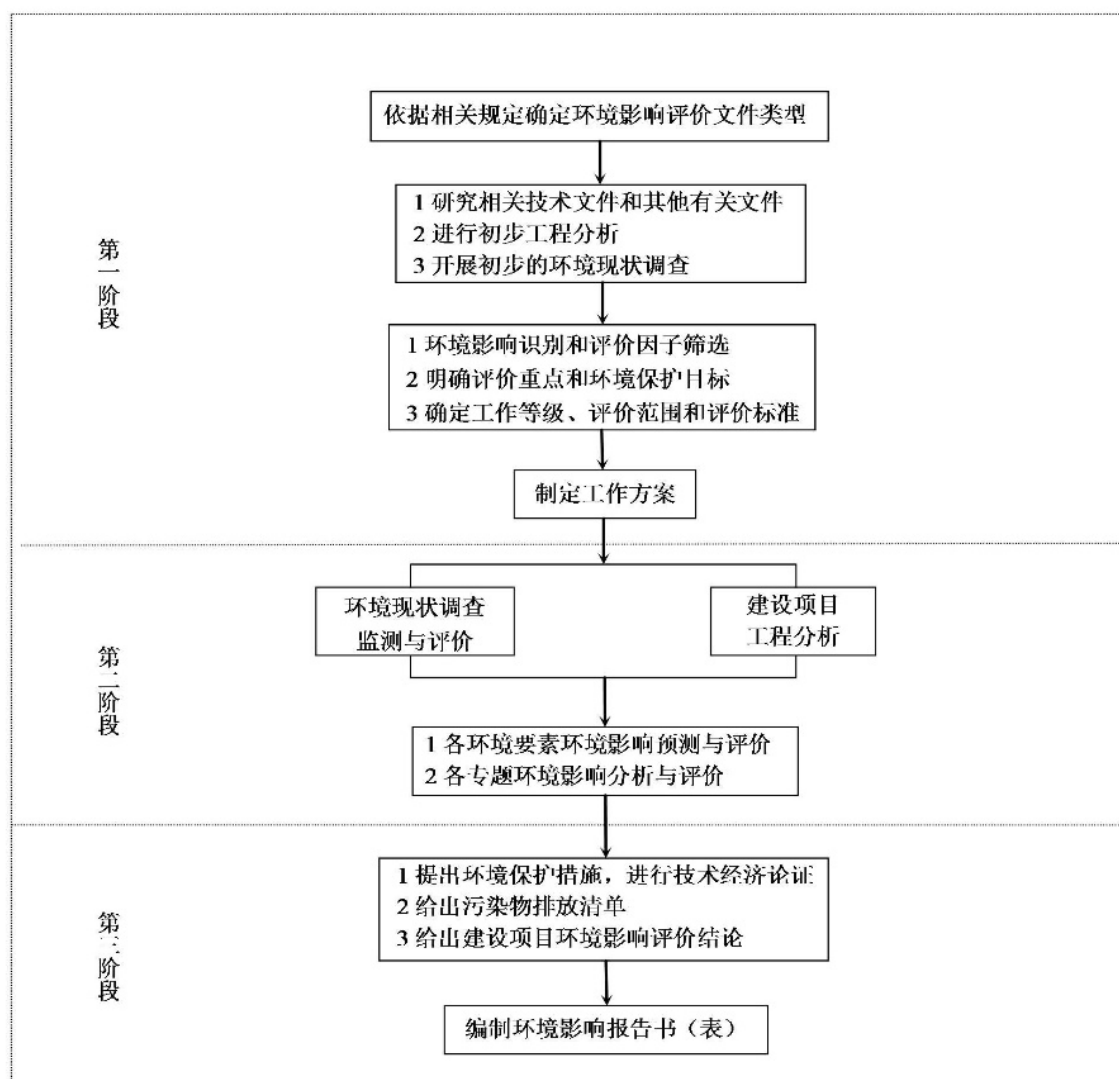 依据相关规定确定环境影响评价文件类型
1 研究相关技术文件和其他有关文件
2 进行初步工程分析
3 开展初步的环境现状调查
第一阶段
1 环境影响识别和评价因子筛选
2 明确评价重点和环境保护目标
3 确定工作等级、评价范围和评价标准
制定工作方案
环境现状调查
监测与评价
建设项目
工程分析
第二阶段
1 各环境要素环境影响预测与评价
2 各专题环境影响分析与评价
1 提出环境保护措施，进行技术经济论证
2 给出污染物排放清单
3 给出建设项目环境影响评价结论
第三阶段
编制环境影响报告书（表）